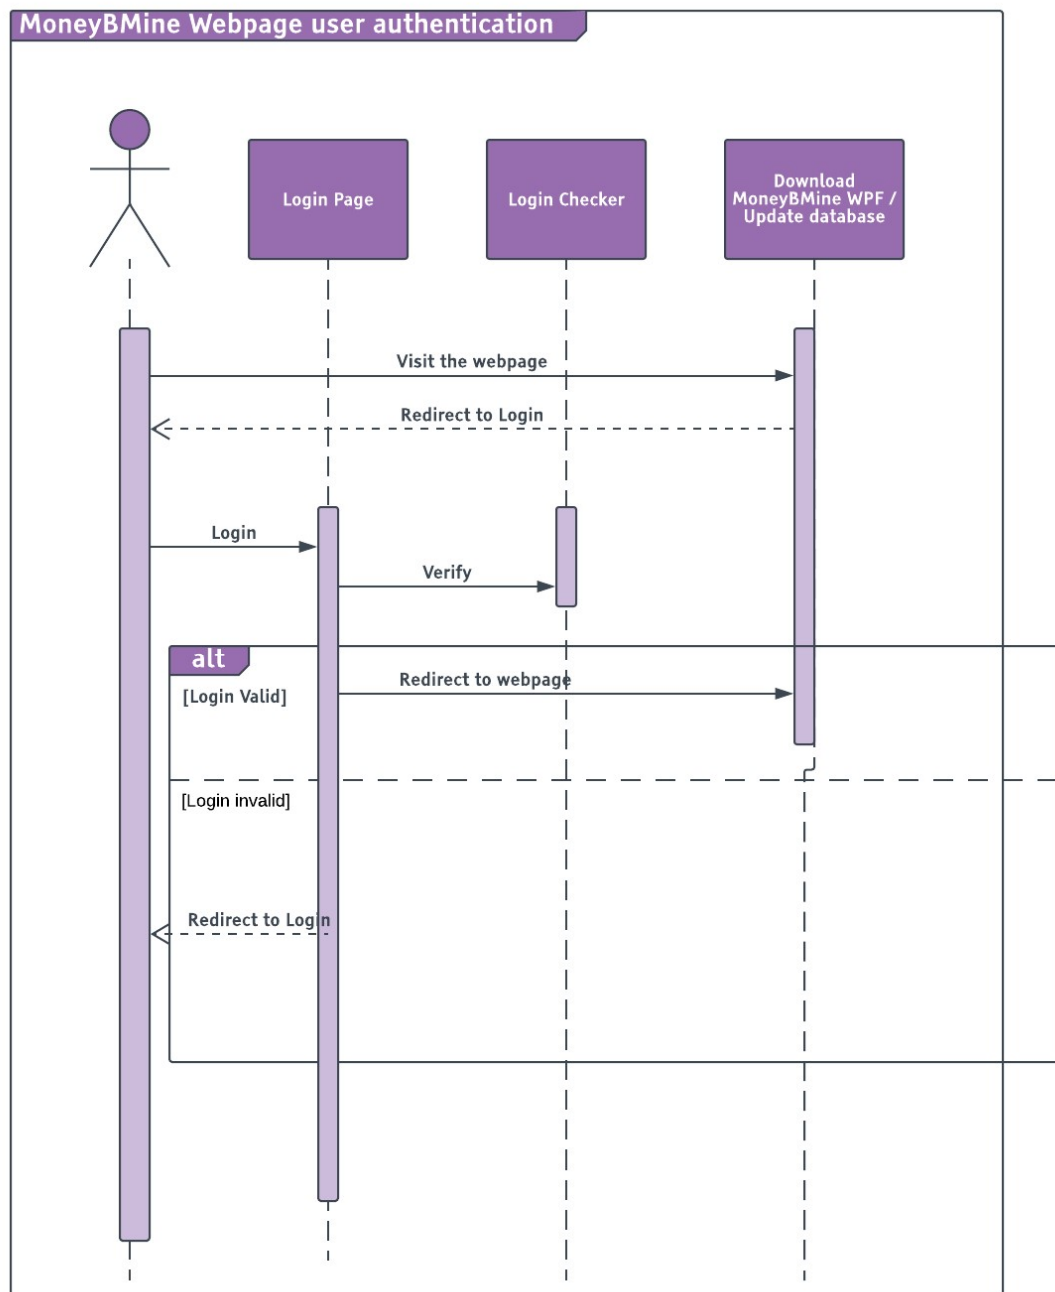 MoneyBMine Webpage user authentication
Login Page
Login Checker
Download
MoneyBMine WPF /
Update database
Visit the webpage
Redirect to Login
Login
Verify
alt
Redirect to webpage
[Login Valid]
[Login invalid]
Redirect to Login